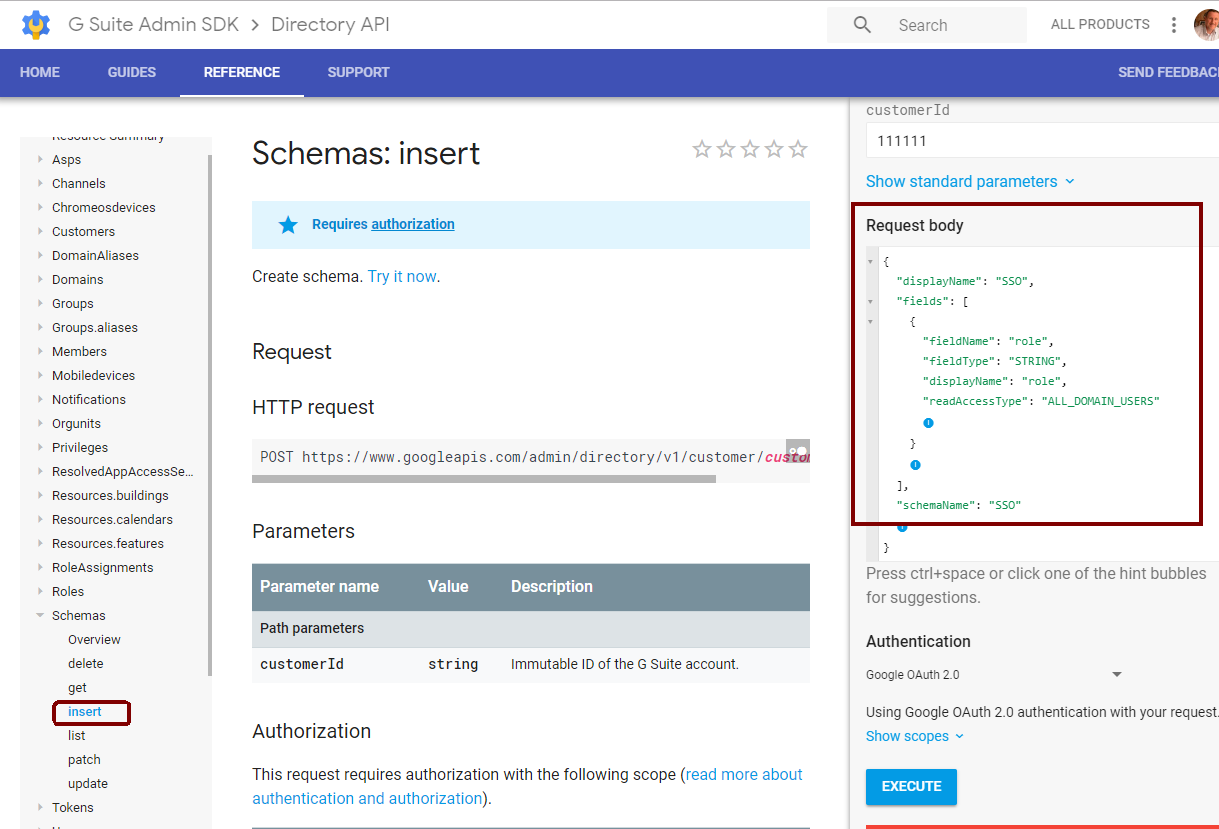 G Suite Admin SDK > Directory API
Search
ALL PRODUCTS
HOME
GUIDES
REFERENCE
SUPPORT
SEND FEEDBAC
Resource Summary
Asps
Channels
Chromeosdevices
Customers
DomainAliases
Domains
Groups
Groups.aliases
Members
Mobiledevices
Notifications
Orgunits
Privileges
ResolvedAppAccessSe...
Resources.buildings
Resources.calendars
Resources.features
RoleAssignments
Roles
Schemas
Overview
delete
get
insert
list
patch
update
Tokens
Schemas: insert
Requires authorization
Create schema. Try it now.
Request
HTTP request
POST https://www.googleapis.com/admin/directory/v1/customer/custom
Parameters
Parameter name Value Description
Path parameters
customerId string Immutable ID of the G Suite account.
Authorization
This request requires authorization with the following scope (read more about
authentication and authorization).
customerId
111111
Show standard parameters
Request body
{
"displayName": "SSO",
"fields": [
{
"fieldName": "role",
"fieldType": "STRING",
"displayName": "role",
"readAccessType": "ALL_DOMAIN_USERS"
}
],
"schemaName": "SSO"
}
Press ctrl+space or click one of the hint bubbles
for suggestions.
Authentication
Google OAuth 2.0
Using Google OAuth 2.0 authentication with your request.
Show scopes
EXECUTE